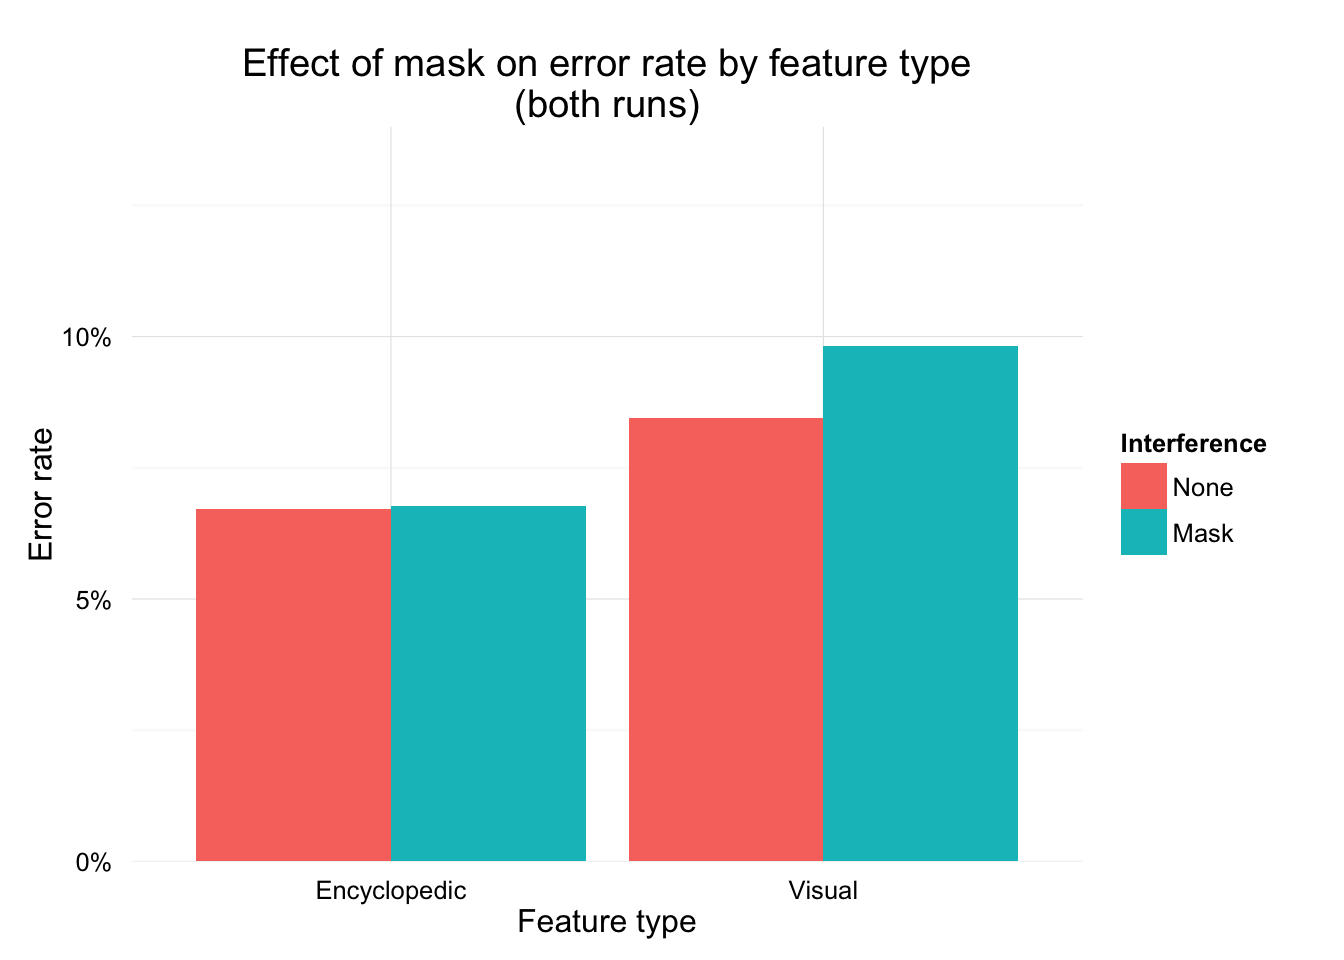 Effect of mask on error rate by feature type
(both runs)
10%
5%
0%
Error rate
Encyclopedic
Visual
Feature type
Interference
None
Mask